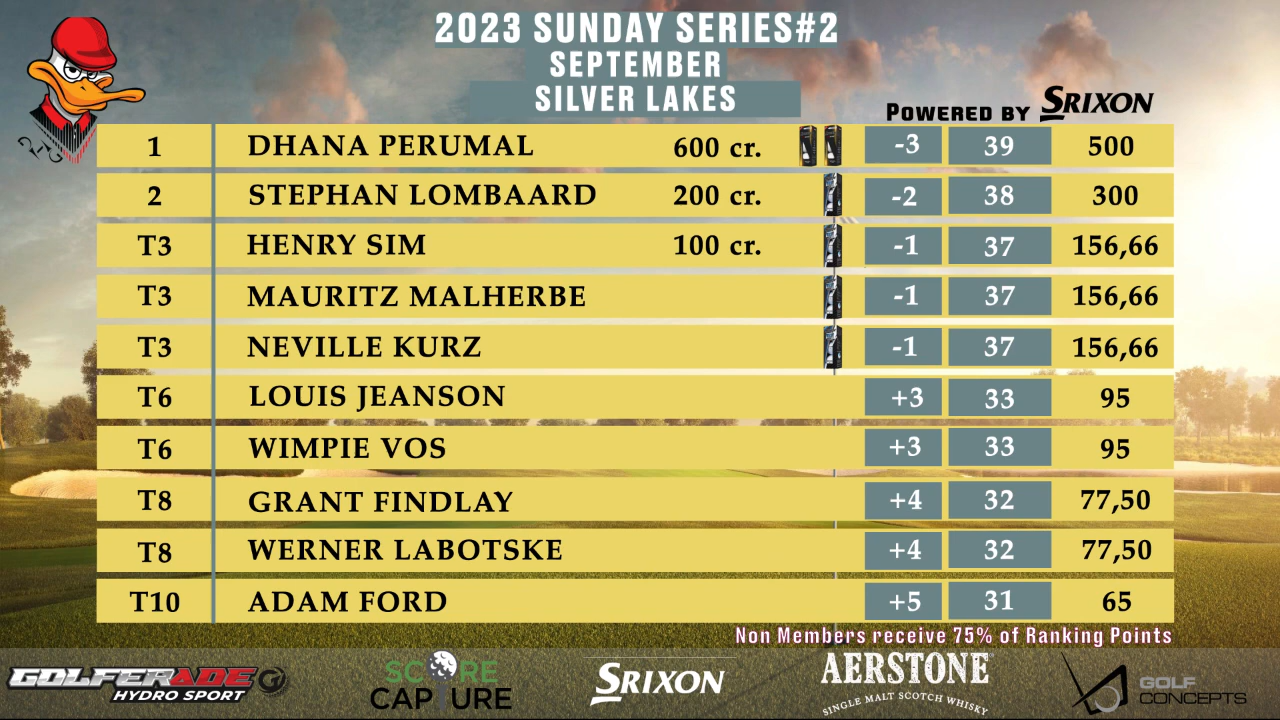 2023 SUNDAY SERIES#2
SEPTEMBER
SILVER LAKES
POWERED BY SRIXON
1 DHANA PERUMAL 600 cr. -3 39 500
2 STEPHAN LOMBAARD 200 cr. -2 38 300
T3 HENRY SIM 100 cr. -1 37 156,66
T3 MAURITZ MALHERBE -1 37 156,66
T3 NEVILLE KURZ -1 37 156,66
T6 LOUIS JEANSON +3 33 95
T6 WIMPIE VOS +3 33 95
T8 GRANT FINDLAY +4 32 77,50
T8 WERNER LABOTSKE +4 32 77,50
T10 ADAM FORD +5 31 65
Non Members receive 75% of Ranking Points
GOLFERADE
HYDRO SPORT
SCORE
CAPTURE
SRIXON
AERSTONE
SINGLE MALT SCOTCH WHISKY
GOLF
CONCEPTS